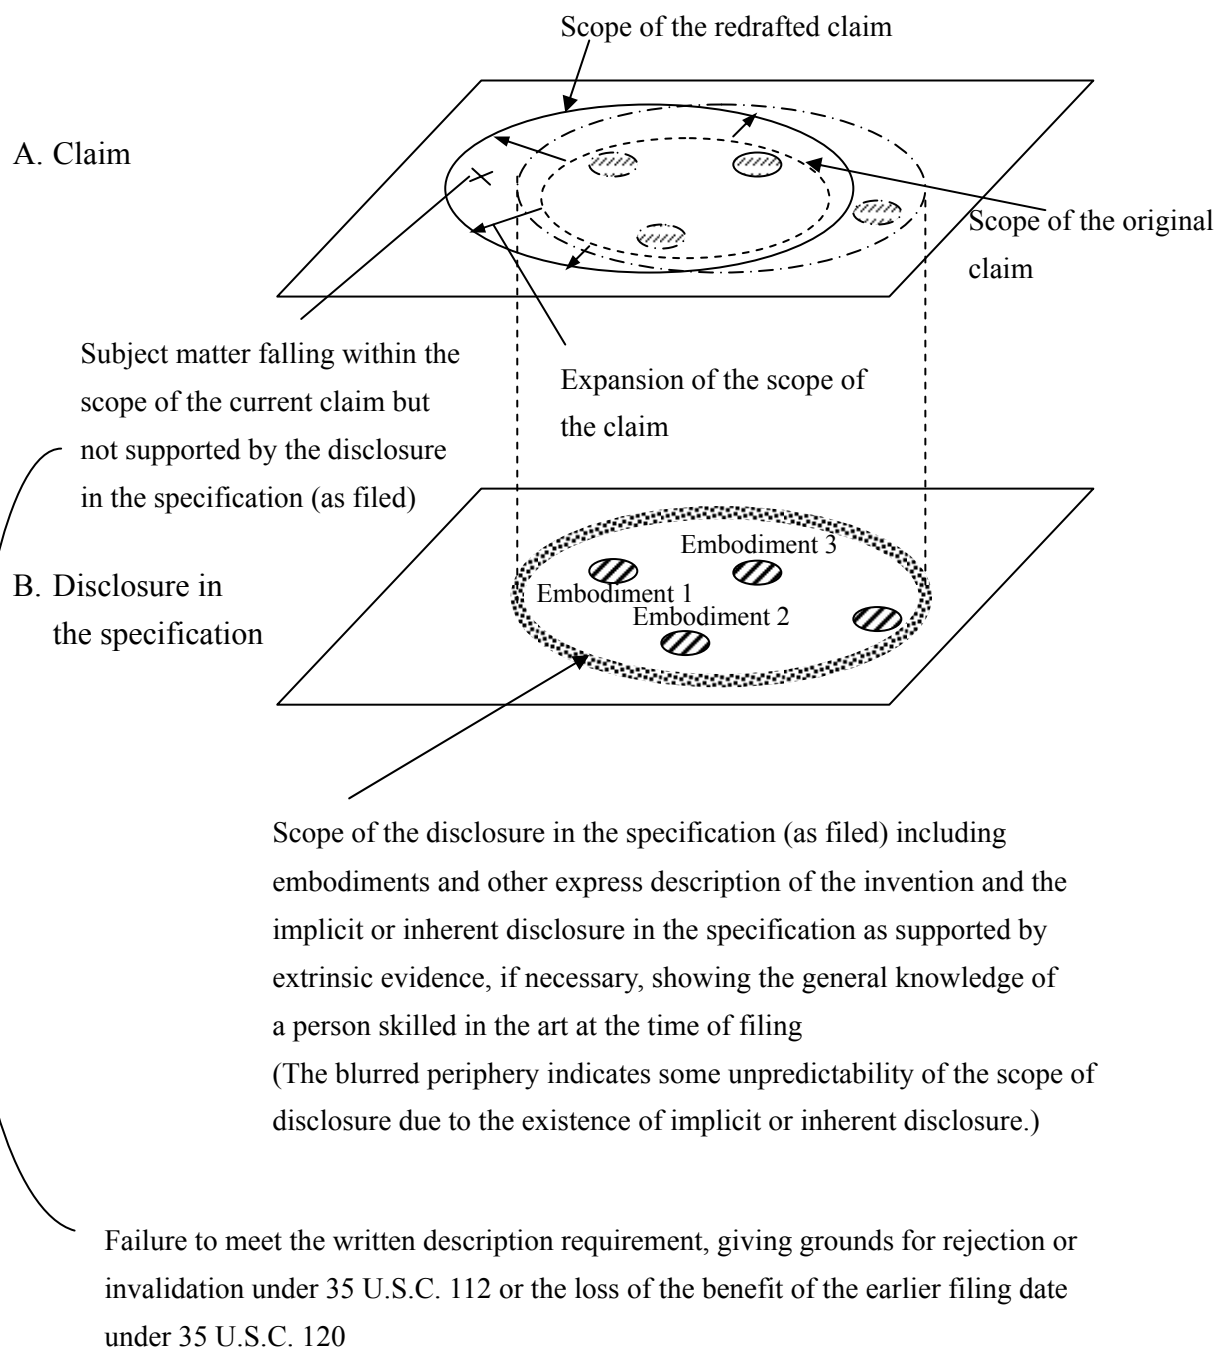 Scope of the redrafted claim
A. Claim
Scope of the original
claim
Subject matter falling within the
scope of the current claim but
not supported by the disclosure
in the specification (as filed)
Expansion of the scope of
the claim
B. Disclosure in
the specification
Embodiment 3
Embodiment 1
Embodiment 2
Scope of the disclosure in the specification (as filed) including
embodiments and other express description of the invention and the
implicit or inherent disclosure in the specification as supported by
extrinsic evidence, if necessary, showing the general knowledge of
a person skilled in the art at the time of filing
(The blurred periphery indicates some unpredictability of the scope of
disclosure due to the existence of implicit or inherent disclosure.)
Failure to meet the written description requirement, giving grounds for rejection or
invalidation under 35 U.S.C. 112 or the loss of the benefit of the earlier filing date
under 35 U.S.C. 120